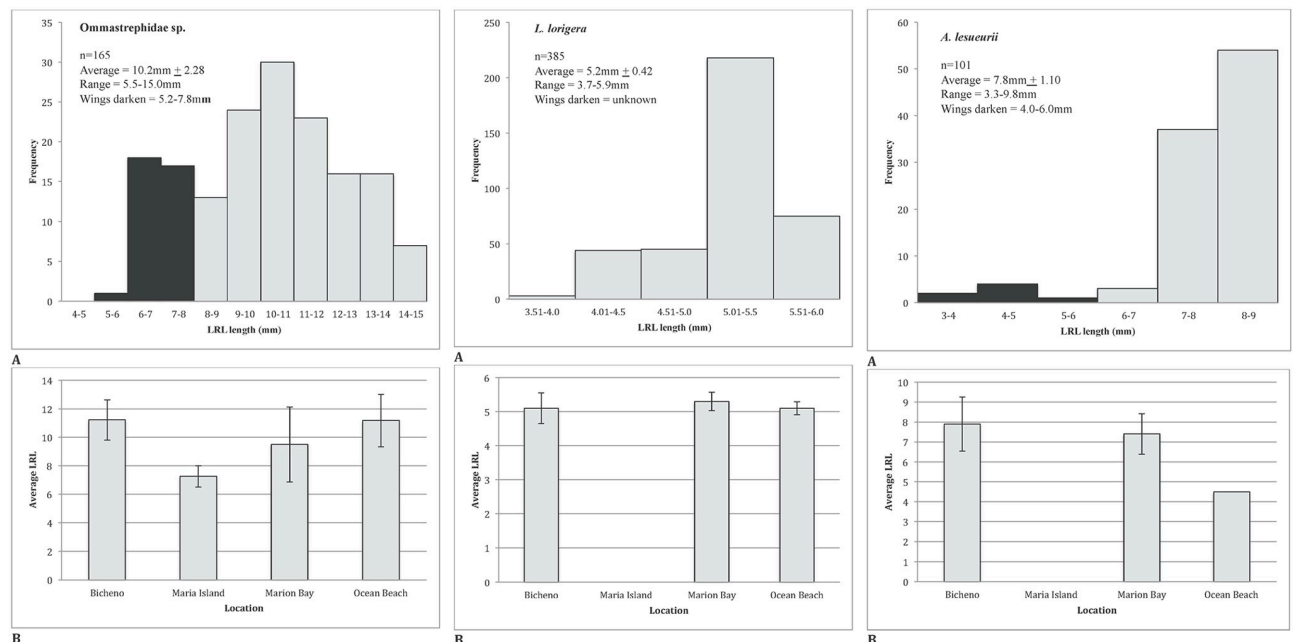 Ommastrephidae sp.
n=165
Average = 10.2mm ± 2.28
Range = 5.5-15.0mm
Wings darken = 5.2-7.8mm
35
30
25
20
15
10
5
0
Frequency
4-5 5-6 6-7 7-8 8-9 9-10 10-11 11-12 12-13 13-14 14-15
LRL length (mm)
A
L. lorigera
n=385
Average = 5.2mm ± 0.42
Range = 3.7-5.9mm
Wings darken = unknown
250
200
150
100
50
0
Frequency
3.51-4.0 4.01-4.5 4.51-5.0 5.01-5.5 5.51-6.0
LRL length (mm)
A
A. lesueurii
n=101
Average = 7.8mm ± 1.10
Range = 3.3-9.8mm
Wings darken = 4.0-6.0mm
60
50
40
30
20
10
0
Frequency
3-4 4-5 5-6 6-7 7-8 8-9
LRL length (mm)
A
14
12
10
8
6
4
2
0
Average LRL
Bicheno Maria Island Marion Bay Ocean Beach
Location
B
6
5
4
3
2
1
0
Average LRL
Bicheno Maria Island Marion Bay Ocean Beach
Location
B
10
9
8
7
6
5
4
3
2
1
0
Average LRL
Bicheno Maria Island Marion Bay Ocean Beach
Location
B